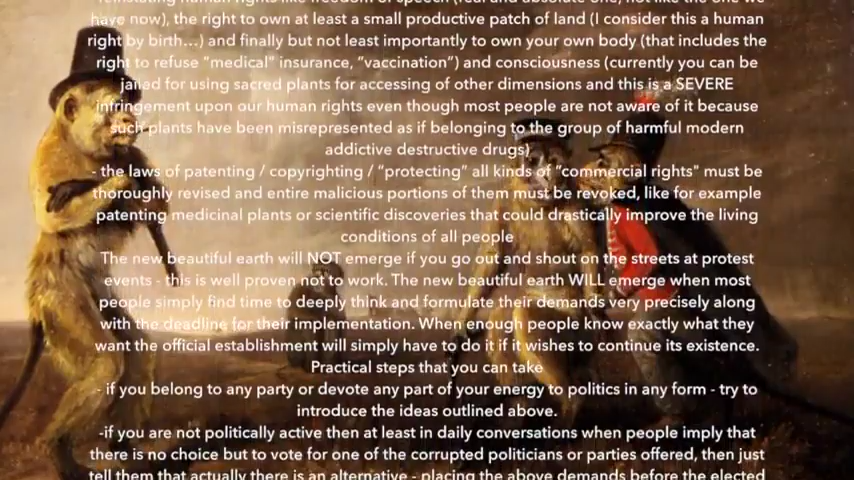 reinstating human rights like freedom of speech (real and absolute one, not like the one we
have now), the right to own at least a small productive patch of land (I consider this a human
right by birth...) and finally but not least importantly to own your own body (that includes the
right to refuse "medical" insurance, "vaccination") and consciousness (currently you can be
jailed for using sacred plants for accessing of other dimensions and this is a SEVERE
infringement upon our human rights even though most people are not aware of it because
such plants have been misrepresented as if belonging to the group of harmful modern
addictive destructive drugs)
- the laws of patenting / copyrighting / "protecting" all kinds of "commercial rights" must be
thoroughly revised and entire malicious portions of them must be revoked, like for example
patenting medicinal plants or scientific discoveries that could drastically improve the living
conditions of all people
The new beautiful earth will NOT emerge if you go out and shout on the streets at protest
events - this is well proven not to work. The new beautiful earth WILL emerge when most
people simply find time to deeply think and formulate their demands very precisely along
with the deadline for their implementation. When enough people know exactly what they
want the official establishment will simply have to do it if it wishes to continue its existence.
Practical steps that you can take
- if you belong to any party or devote any part of your energy to politics in any form - try to
introduce the ideas outlined above.
-if you are not politically active then at least in daily conversations when people imply that
there is no choice but to vote for one of the corrupted politicians or parties offered, then just
tell them that actually there is an alternative - placing the above demands before the elected